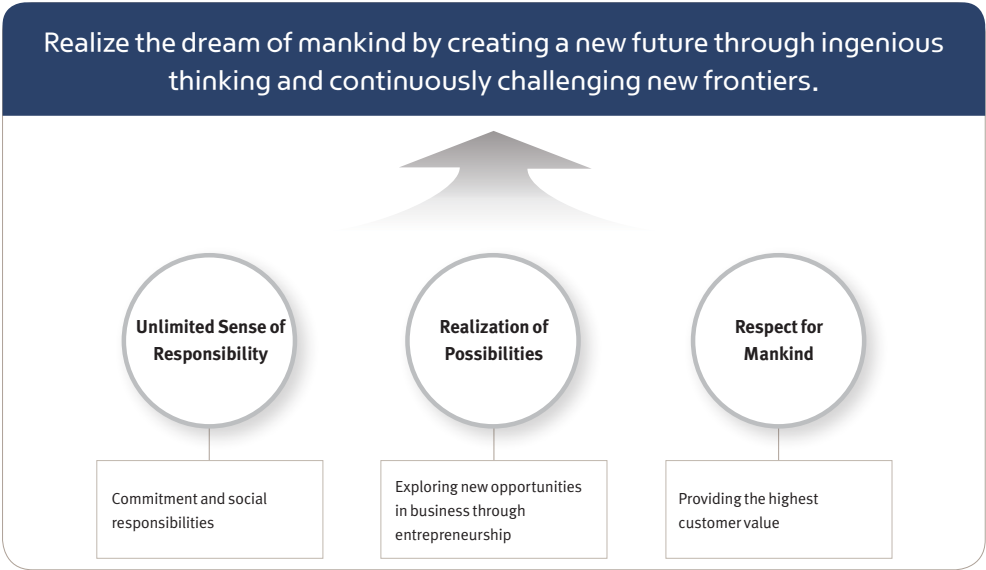 Realize the dream of mankind by creating a new future through ingenious
thinking and continuously challenging new frontiers.
Unlimited Sense of
Responsibility
Realization of
Possibilities
Respect for
Mankind
Commitment and social
responsibilities
Exploring new opportunities
in business through
entrepreneurship
Providing the highest
customer value